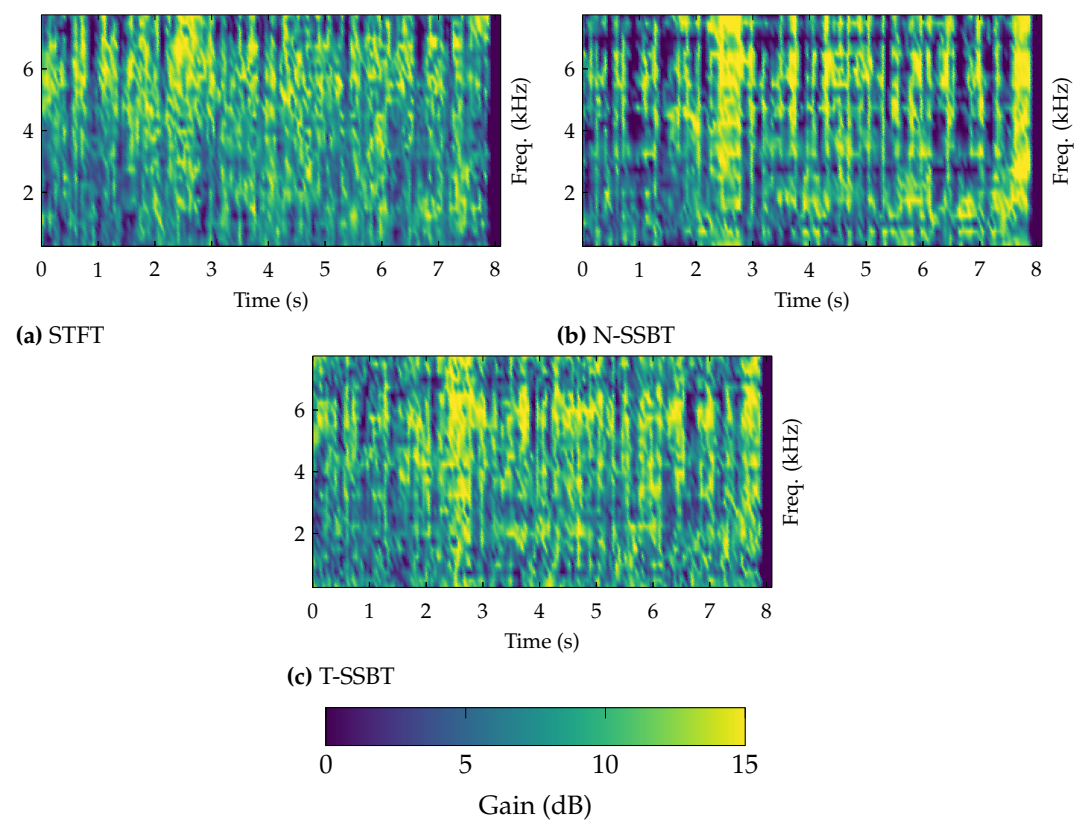 6
4
2
Freq. (kHz)
0 1 2 3 4 5 6 7 8
Time (s)
(a) STFT
6
4
2
Freq. (kHz)
0 1 2 3 4 5 6 7 8
Time (s)
(b) N-SSBT
6
4
2
Freq. (kHz)
0 1 2 3 4 5 6 7 8
Time (s)
(c) T-SSBT
0 5 10 15
Gain (dB)